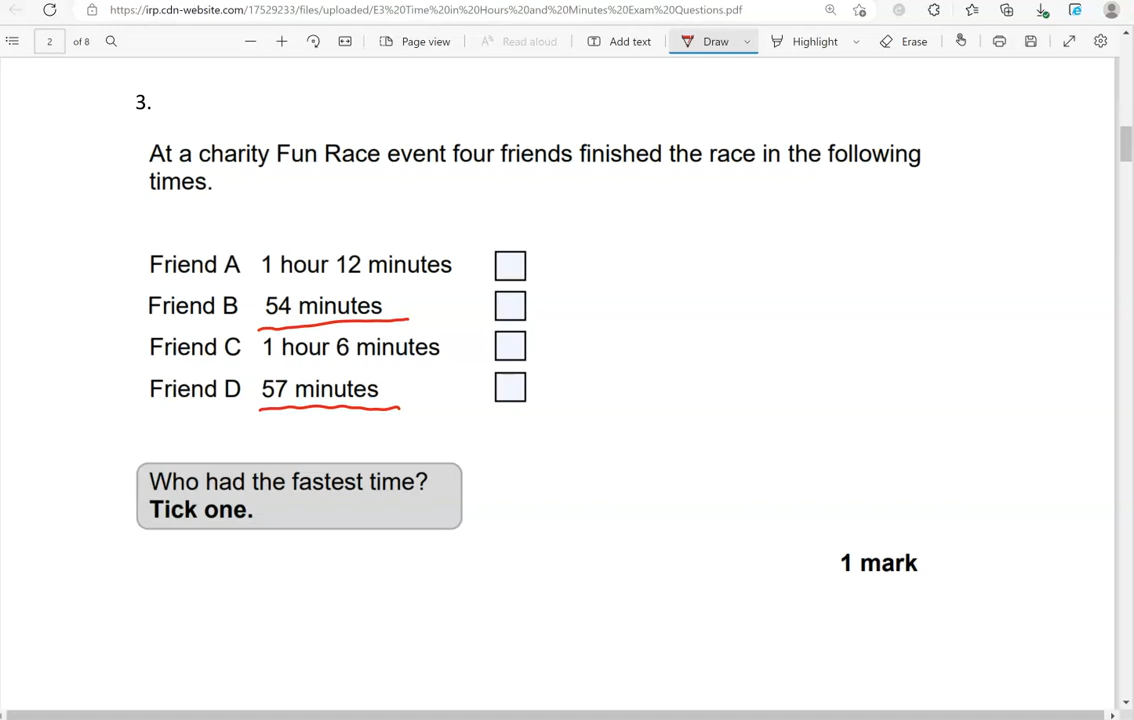 https://irp.cdn-website.com/17529233/files/uploaded/E3%20Time%20in%20Hours%20and%20Minutes%20Exam%20Questions.pdf
2 of 8 Page view Read aloud Add text Draw Highlight Erase
3.
At a charity Fun Race event four friends finished the race in the following
times.
Friend A 1 hour 12 minutes
Friend B 54 minutes
Friend C 1 hour 6 minutes
Friend D 57 minutes
Who had the fastest time?
Tick one.
1 mark